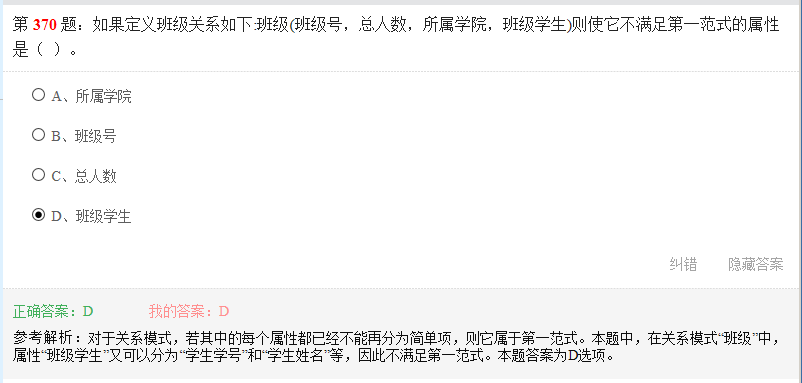 第 370 题：如果定义班级关系如下:班级(班级号，总人数，所属学院，班级学生)则使它不满足第一范式的属性
是（ ）。
A、所属学院
B、班级号
C、总人数
D、班级学生
纠错 隐藏答案
正确答案：D 我的答案：D
参考解析：对于关系模式，若其中的每个属性都已经不能再分为简单项，则它属于第一范式。本题中，在关系模式“班级”中，
属性“班级学生”又可以分为“学生学号”和“学生姓名”等，因此不满足第一范式。本题答案为D选项。